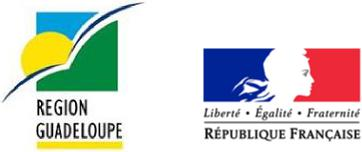 REGION
GUADELOUPE
Liberté • Égalité • Fraternité
RÉPUBLIQUE FRANÇAISE